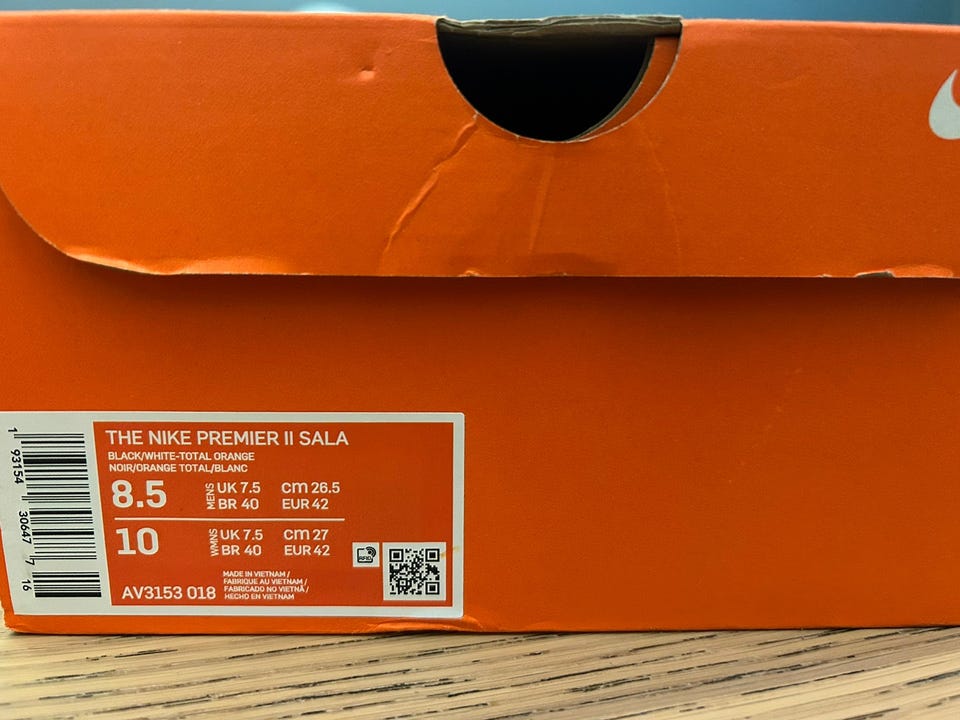 THE NIKE PREMIER II SALA
BLACK/WHITE-TOTAL ORANGE
NOIR/ORANGE TOTAL/BLANC
8.5 MENS UK 7.5 cm 26.5
BR 40 EUR 42
10 WMNS UK 7.5 cm 27
BR 40 EUR 42
RFID
AV3153 018
MADE IN VIETNAM /
FABRIQUE AU VIETNAM /
FABRICADO NO VIETNÃ /
HECHO EN VIETNAM
1 93154 30647 7 16